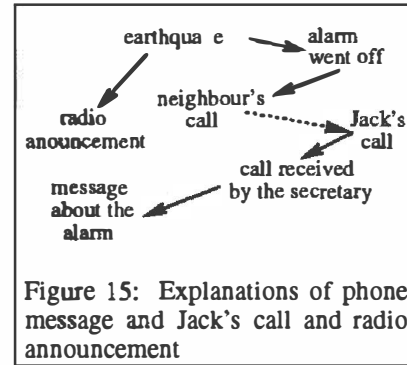 earthqua e
alarm
went off
neighbour's
call
radio
anouncement
Jack's
call
call received
by the secretary
message
about the
alarm
Figure 15: Explanations of phone
message and Jack's call and radio
announcement